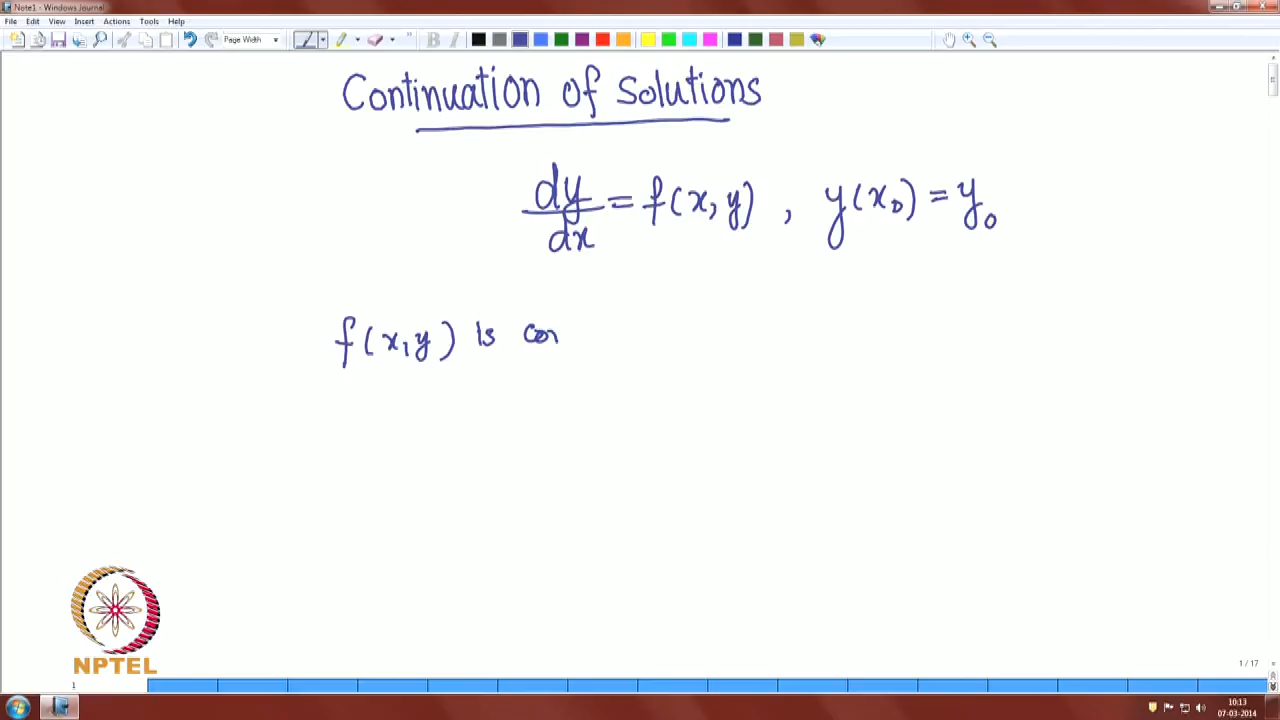 Note1 - Windows Journal
File Edit View Insert Actions Tools Help
Page Width
Continuation of Solutions
dy/dx = f(x,y) , y(x₀) = y₀
f(x,y) is con
NPTEL
1 / 17
1
10:13
07-03-2014